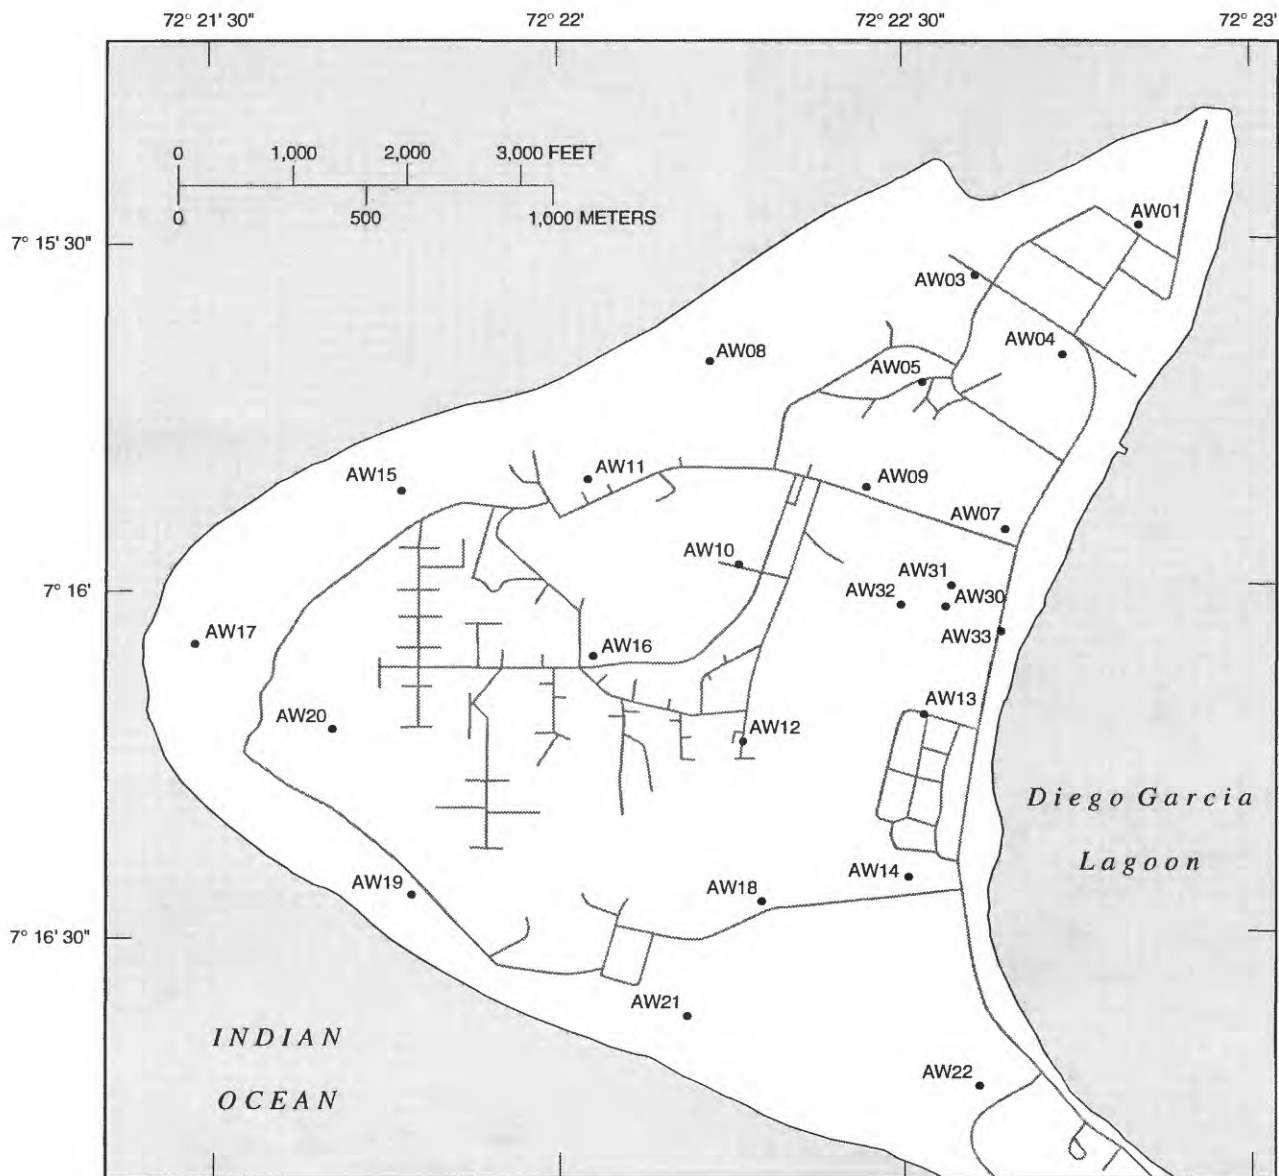 72° 21' 30" 72° 22' 72° 22' 30" 72° 23'
0 1,000 2,000 3,000 FEET
0 500 1,000 METERS
7° 15' 30"
AW01
AW03
AW04
AW08
AW05
AW11
AW15
AW09
AW07
AW10
AW31
7° 16'
AW32
AW30
AW33
AW17
AW16
AW20
AW13
AW12
Diego Garcia
Lagoon
AW14
AW19
AW18
7° 16' 30"
AW21
INDIAN
OCEAN
AW22